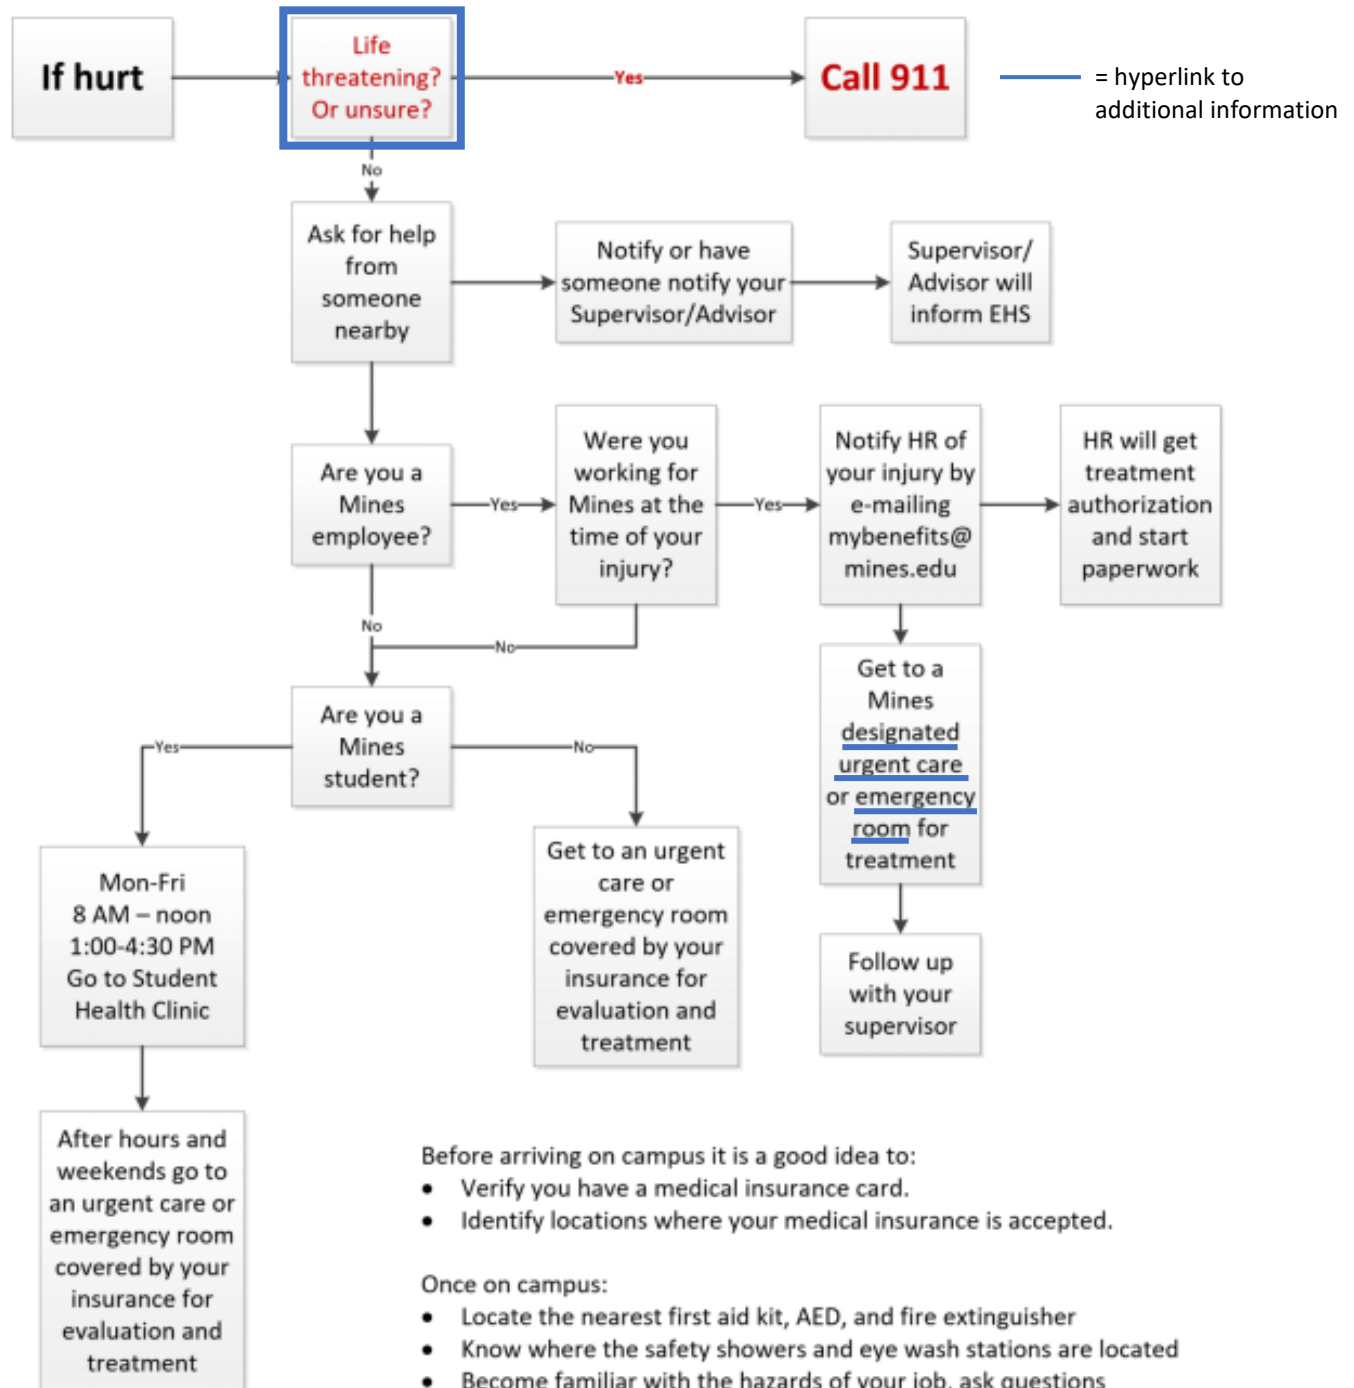 If hurt
Life
threatening?
Or unsure?
Yes
Call 911
= hyperlink to
additional information
No
Ask for help
from
someone
nearby
Notify or have
someone notify your
Supervisor/Advisor
Supervisor/
Advisor will
inform EHS
Are you a
Mines
employee?
Yes
Were you
working for
Mines at the
time of your
injury?
Yes
Notify HR of
your injury by
e-mailing
mybenefits@
mines.edu
HR will get
treatment
authorization
and start
paperwork
No
No
Get to a
Mines
designated
urgent care
or emergency
room for
treatment
Are you a
Mines
student?
Yes
No
Mon-Fri
8 AM – noon
1:00-4:30 PM
Go to Student
Health Clinic
Get to an urgent
care or
emergency room
covered by your
insurance for
evaluation and
treatment
Follow up
with your
supervisor
After hours and
weekends go to
an urgent care or
emergency room
covered by your
insurance for
evaluation and
treatment
Before arriving on campus it is a good idea to:
• Verify you have a medical insurance card.
• Identify locations where your medical insurance is accepted.
Once on campus:
• Locate the nearest first aid kit, AED, and fire extinguisher
• Know where the safety showers and eye wash stations are located
• Become familiar with the hazards of your job, ask questions